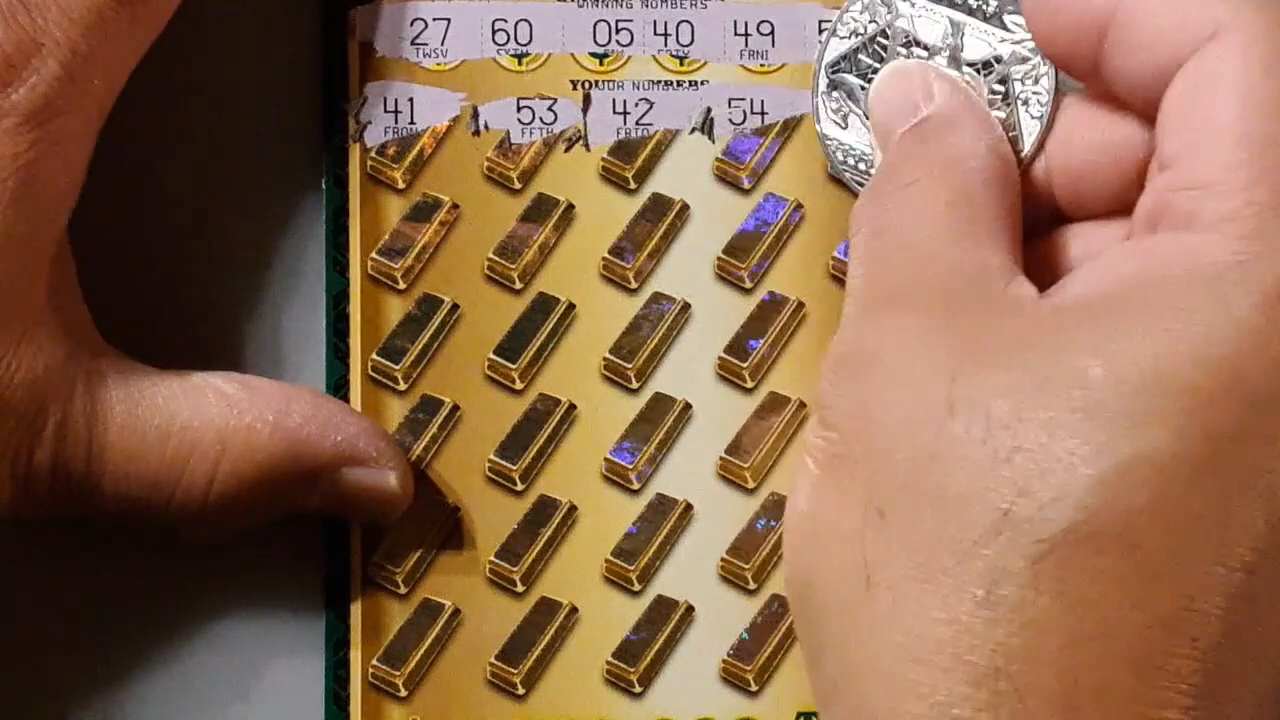 WINNING NUMBERS
27 60 05 40 49
TWSV FRTY FRNI
YOUR NUMBERS
41 53 42 54
FRON FFTH FRTO